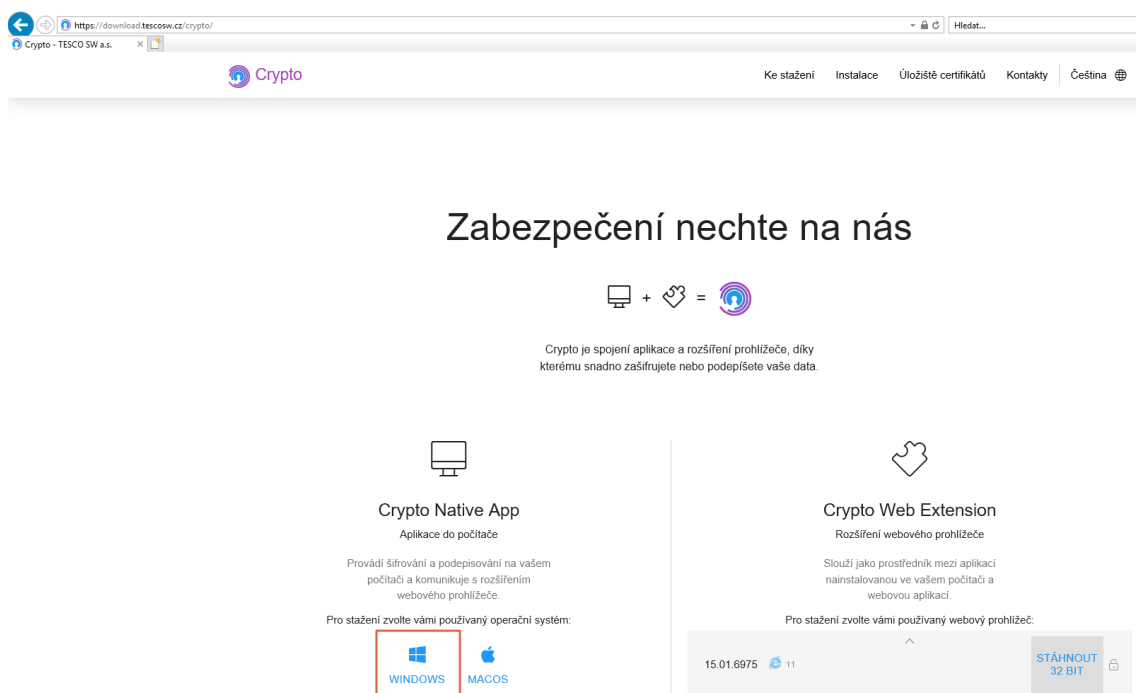 https://download.tescosw.cz/crypto/
Hledat...
Crypto - TESCO SW a.s.
Crypto
Ke stažení
Instalace
Úložiště certifikátů
Kontakty
Čeština
Zabezpečení nechte na nás
+ =
Crypto je spojení aplikace a rozšíření prohlížeče, díky
kterému snadno zašifrujete nebo podepíšete vaše data.
Crypto Native App
Aplikace do počítače
Provádí šifrování a podepisování na vašem
počítači a komunikuje s rozšířením
webového prohlížeče.
Pro stažení zvolte vámi používaný operační systém:
WINDOWS
MACOS
Crypto Web Extension
Rozšíření webového prohlížeče
Slouží jako prostředník mezi aplikací
nainstalovanou ve vašem počítači a
webovou aplikací.
Pro stažení zvolte vámi používaný webový prohlížeč:
15.01.6975
11
STÁHNOUT
32 BIT